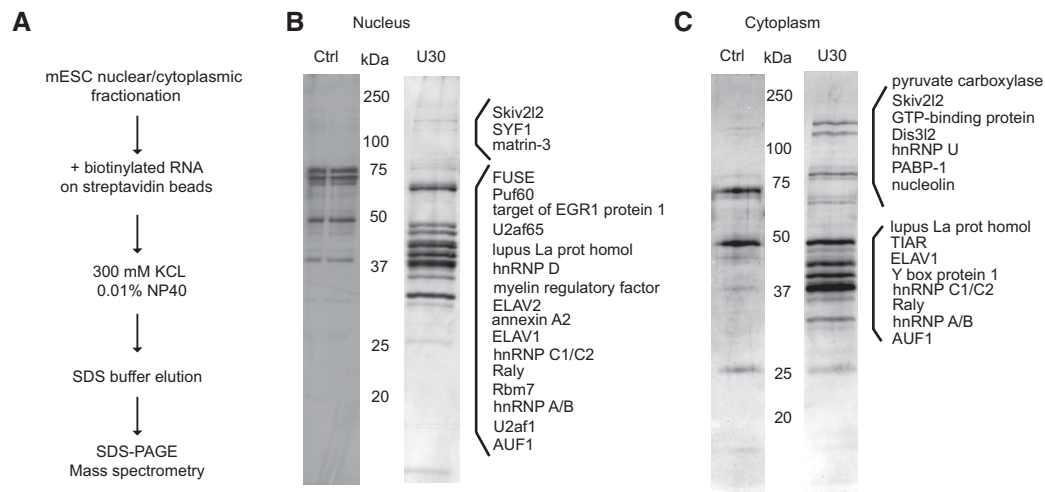 A
mESC nuclear/cytoplasmic
fractionation
+ biotinylated RNA
on streptavidin beads
300 mM KCL
0.01% NP40
SDS buffer elution
SDS-PAGE
Mass spectrometry
B
Nucleus
Ctrl
kDa
U30
250
100
75
50
37
25
20
Skiv2l2
SYF1
matrin-3
FUSE
Puf60
target of EGR1 protein 1
U2af65
lupus La prot homol
hnRNP D
myelin regulatory factor
ELAV2
annexin A2
ELAV1
hnRNP C1/C2
Raly
Rbm7
hnRNP A/B
U2af1
AUF1
C
Cytoplasm
Ctrl
kDa
U30
250
100
75
50
37
25
20
pyruvate carboxylase
Skiv2l2
GTP-binding protein
Dis3l2
hnRNP U
PABP-1
nucleolin
lupus La prot homol
TIAR
ELAV1
Y box protein 1
hnRNP C1/C2
Raly
hnRNP A/B
AUF1